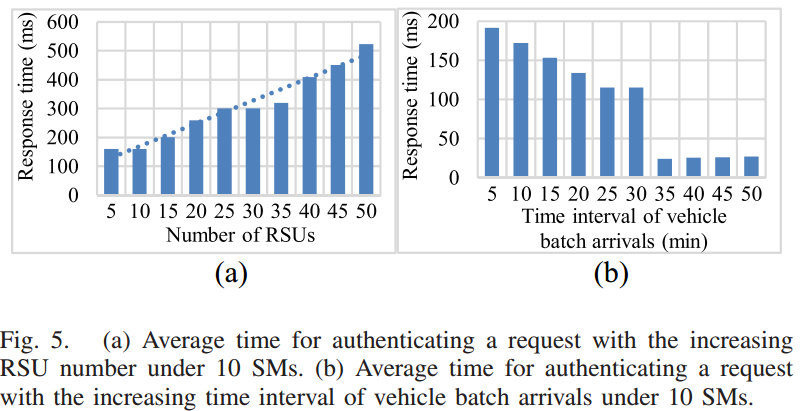 600
500
400
300
200
100
0
Response time (ms)
5 10 15 20 25 30 35 40 45 50
Number of RSUs
(a)
200
150
100
50
0
Response time (ms)
5 10 15 20 25 30 35 40 45 50
Time interval of vehicle
batch arrivals (min)
(b)
Fig. 5. (a) Average time for authenticating a request with the increasing
RSU number under 10 SMs. (b) Average time for authenticating a request
with the increasing time interval of vehicle batch arrivals under 10 SMs.